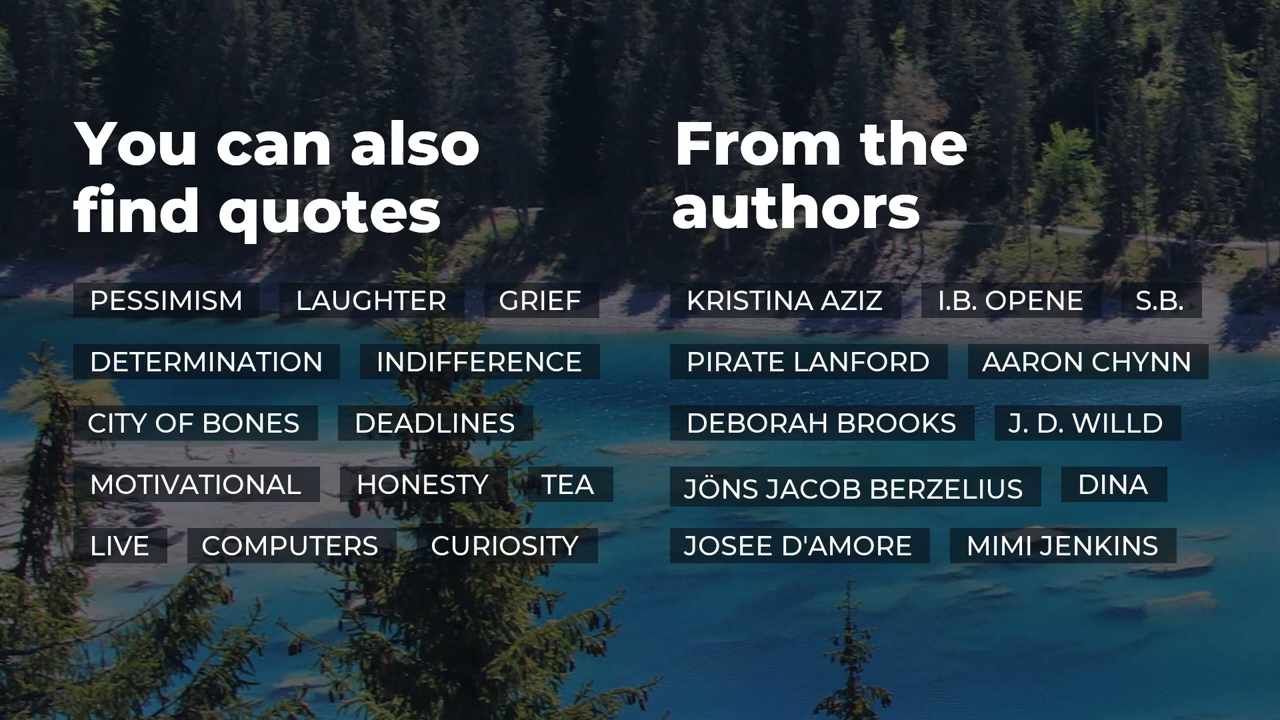 You can also
find quotes
PESSIMISM LAUGHTER GRIEF
DETERMINATION INDIFFERENCE
CITY OF BONES DEADLINES
MOTIVATIONAL HONESTY TEA
LIVE COMPUTERS CURIOSITY
From the
authors
KRISTINA AZIZ I.B. OPENE S.B.
PIRATE LANFORD AARON CHYNN
DEBORAH BROOKS J. D. WILLD
JÖNS JACOB BERZELIUS DINA
JOSEE D'AMORE MIMI JENKINS